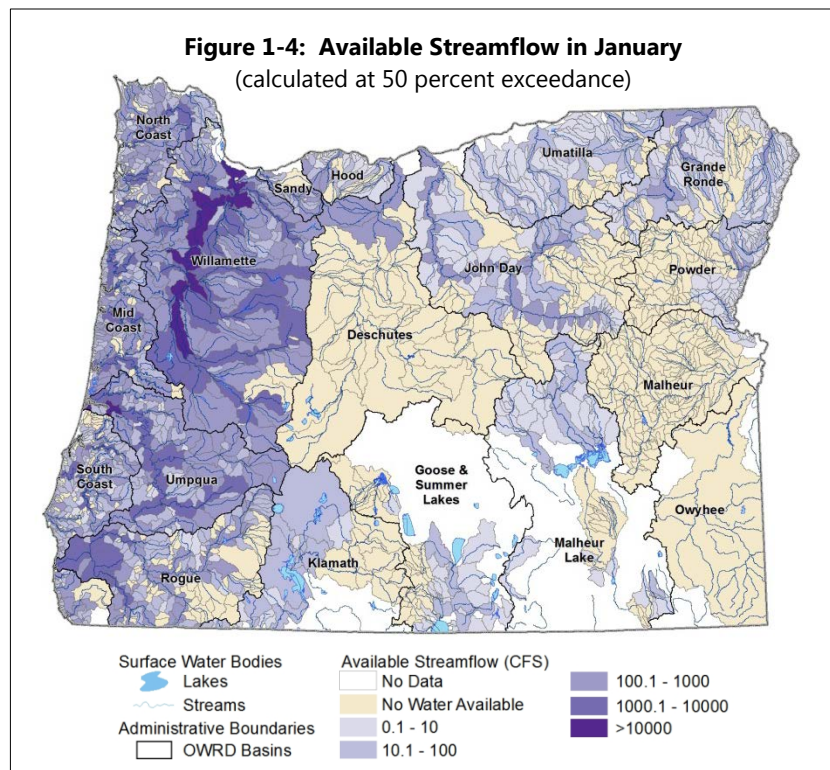 Figure 1-4: Available Streamflow in January
(calculated at 50 percent exceedance)
North
Coast
Sandy
Hood
Umatilla
Grande
Ronde
Willamette
John Day
Powder
Mid
Coast
Deschutes
Malheur
South
Coast
Umpqua
Goose &
Summer
Lakes
Owyhee
Malheur
Lake
Rogue
Klamath
Surface Water Bodies
Lakes
Streams
Administrative Boundaries
OWRD Basins
Available Streamflow (CFS)
No Data
No Water Available
0.1 - 10
10.1 - 100
100.1 - 1000
1000.1 - 10000
>10000